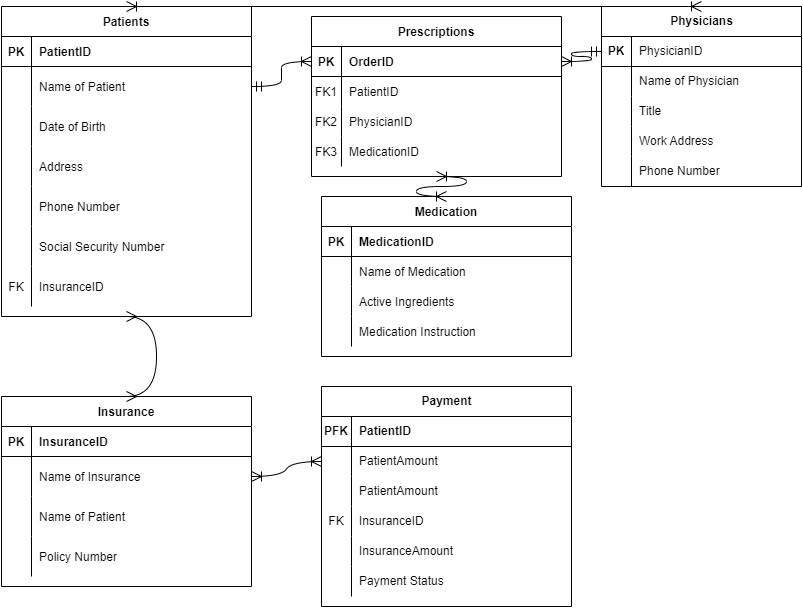 Patients
PK PatientID
Name of Patient
Date of Birth
Address
Phone Number
Social Security Number
FK InsuranceID
Prescriptions
PK OrderID
FK1 PatientID
FK2 PhysicianID
FK3 MedicationID
Physicians
PK PhysicianID
Name of Physician
Title
Work Address
Phone Number
Medication
PK MedicationID
Name of Medication
Active Ingredients
Medication Instruction
Insurance
PK InsuranceID
Name of Insurance
Name of Patient
Policy Number
Payment
PFK PatientID
PatientAmount
PatientAmount
FK InsuranceID
InsuranceAmount
Payment Status